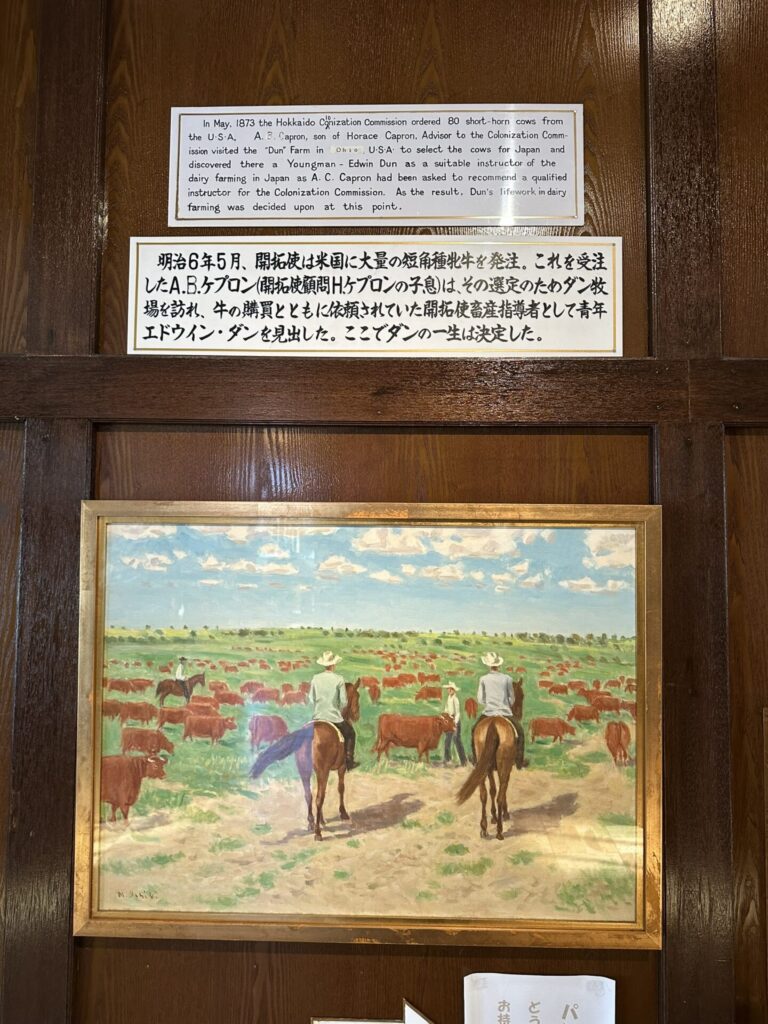 In May, 1873 the Hokkaido Colonization Commission ordered 80 short-horn cows from
the U·S·A. A. B. Capron, son of Horace Capron, Advisor to the Colonization Comm-
ission visited the "Dun" Farm in Ohio U·S·A· to select the cows for Japan and
discovered there a Youngman - Edwin Dun as a suitable instructor of the
dairy farming in Japan as A. C. Capron had been asked to recommend a qualified
instructor for the Colonization Commission. As the result, Dun's lifework in dairy
farming was decided upon at this point.
明治6年5月、開拓使は米国に大量の短角種牝牛を発注。これを受注
したA.B.ケプロン(開拓使顧問H.ケプロンの子息)は、その選定のためダン牧
場を訪れ、牛の購買とともに依頼されていた開拓使畜産指導者として青年
エドウイン・ダンを見出した。ここでダンの一生は決定した。
パ
とう
お持